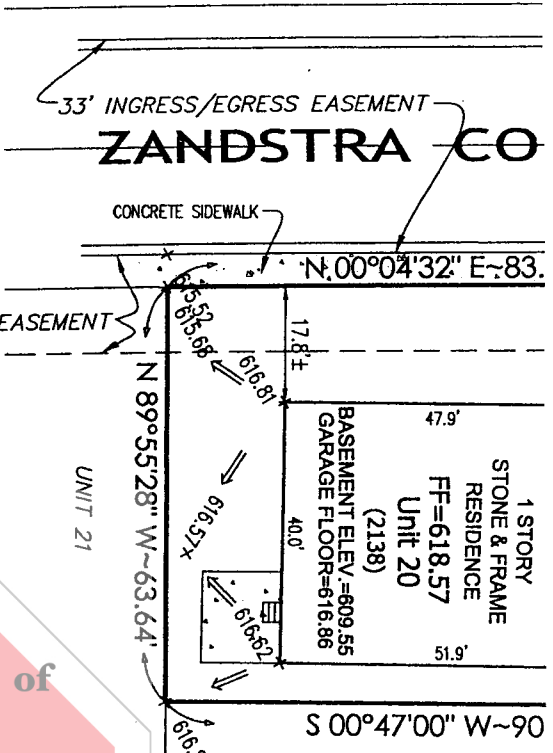 33' INGRESS/EGRESS EASEMENT
ZANDSTRA CO
CONCRETE SIDEWALK
N 00°04'32" E~83.
EASEMENT
615.52
615.68
616.81
17.8'±
47.9'
N 89°55'28" W~63.64'
UNIT 21
616.57
40.0'
1 STORY
STONE & FRAME
RESIDENCE
FF=618.57
Unit 20
(2138)
BASEMENT ELEV.=609.55
GARAGE FLOOR=616.86
616.62
51.9'
of
S 00°47'00" W~90